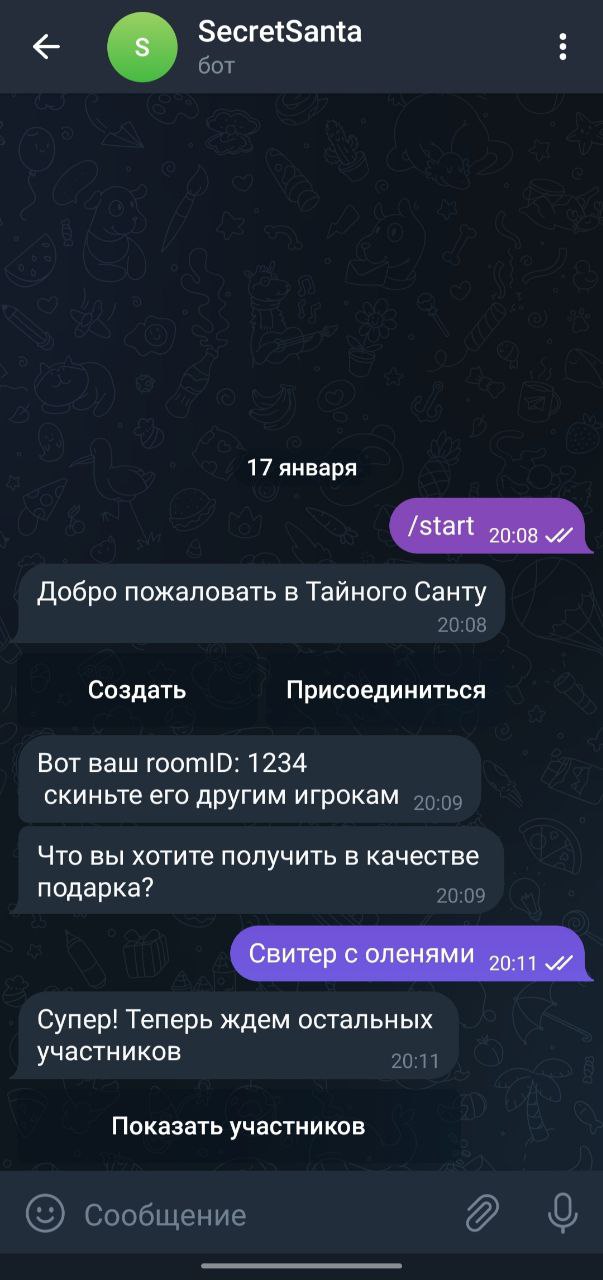 S
SecretSanta
бот
17 января
/start 20:08
Добро пожаловать в Тайного Санту
20:08
Создать
Присоединиться
Вот ваш roomID: 1234
скиньте его другим игрокам 20:09
Что вы хотите получить в качестве
подарка? 20:09
Свитер с оленями 20:11
Супер! Теперь ждем остальных
участников 20:11
Показать участников
Сообщение